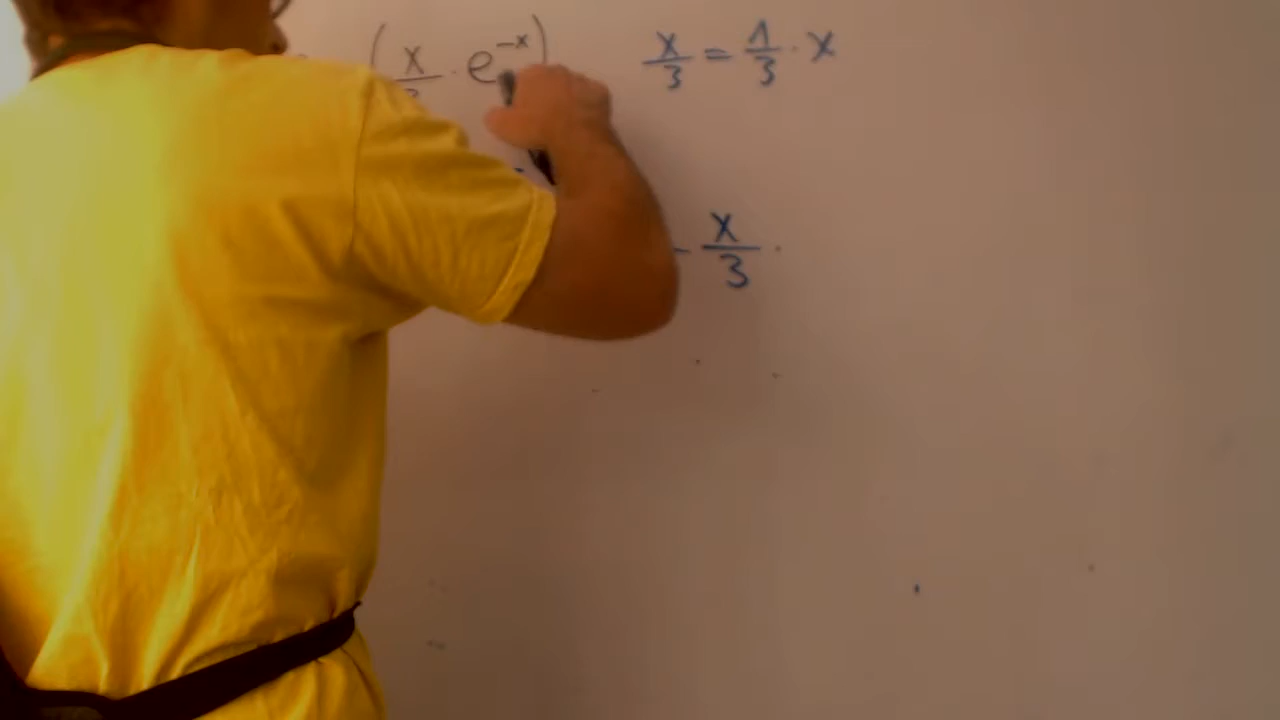 (x/3 · e^-x) x/3 = 1/3 · x
- x/3 ·